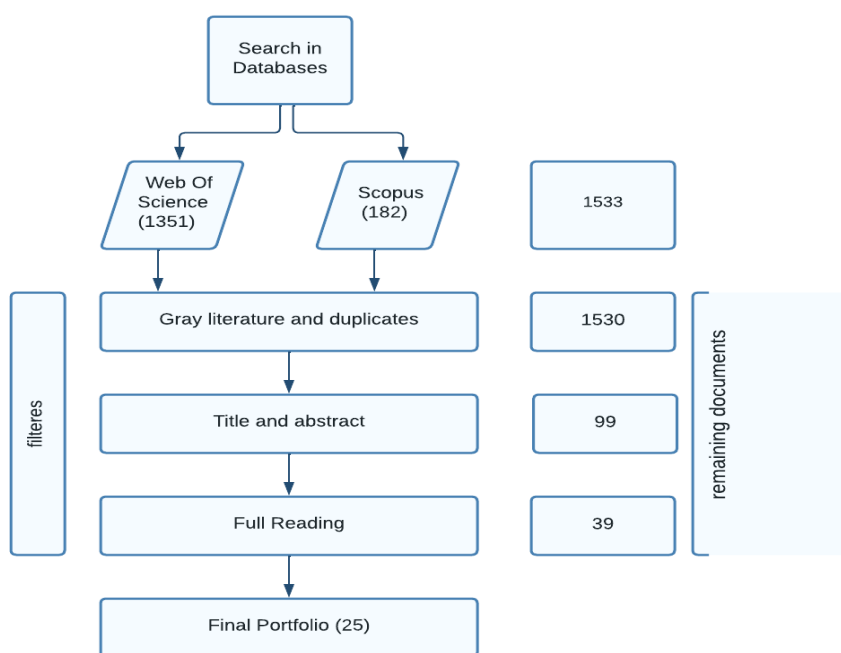 Search in
Databases
Web Of
Science
(1351)
Scopus
(182)
1533
filteres
Gray literature and duplicates
1530
remaining documents
Title and abstract
99
Full Reading
39
Final Portfolio (25)